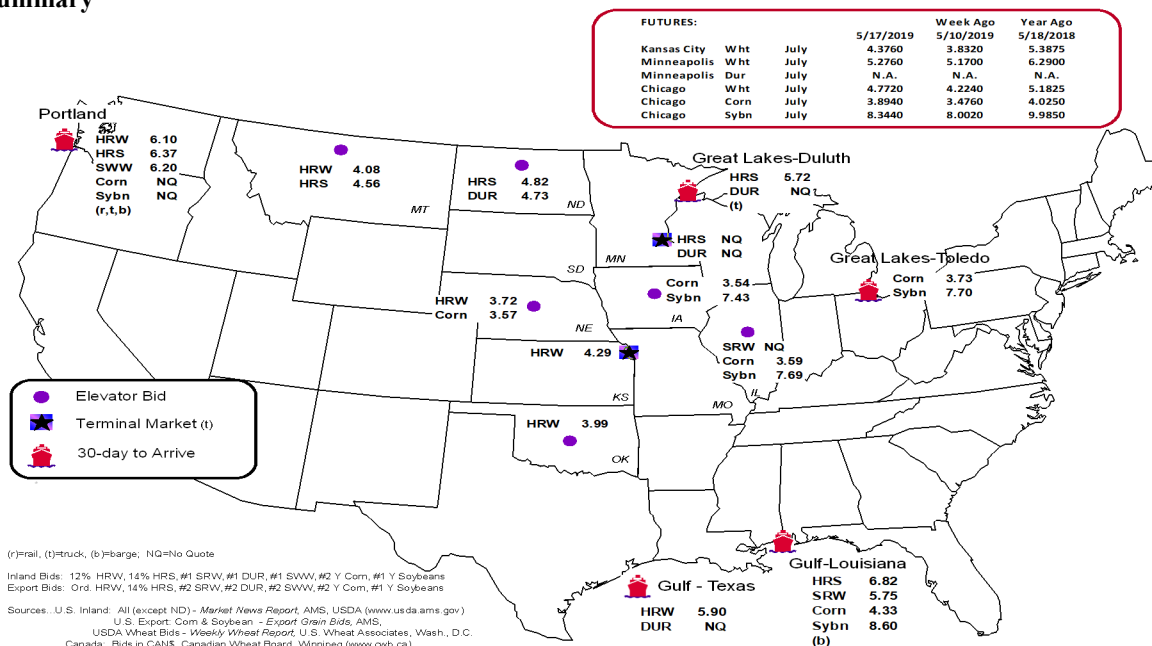 FUTURES: Week Ago Year Ago
5/17/2019 5/10/2019 5/18/2018
Kansas City Wht July 4.3760 3.8320 5.3875
Minneapolis Wht July 5.2760 5.1700 6.2900
Minneapolis Dur July N.A. N.A. N.A.
Chicago Wht July 4.7720 4.2240 5.1825
Chicago Corn July 3.8940 3.4760 4.0250
Chicago Sybn July 8.3440 8.0020 9.9850
Portland
HRW 6.10
HRS 6.37
SWW 6.20
Corn NQ
Sybn NQ
(r,t,b)
HRW 4.08
HRS 4.56
MT
HRS 4.82
DUR 4.73
ND
Great Lakes-Duluth
HRS 5.72
DUR NQ
(t)
HRS NQ
DUR NQ
MN
SD
Great Lakes-Toledo
Corn 3.73
Sybn 7.70
Corn 3.54
Sybn 7.43
IA
HRW 3.72
Corn 3.57
NE
SRW NQ
Corn 3.59
Sybn 7.69
IL
HRW 4.29
KS
MO
HRW 3.99
OK
Elevator Bid
Terminal Market (t)
30-day to Arrive
Gulf - Texas
HRW 5.90
DUR NQ
Gulf-Louisiana
HRS 6.82
SRW 5.75
Corn 4.33
Sybn 8.60
(b)
(r)=rail, (t)=truck, (b)=barge; NQ=No Quote
Inland Bids: 12% HRW, 14% HRS, #1 SRW, #1 DUR, #1 SWW, #2 Y Corn, #1 Y Soybeans
Export Bids: Ord. HRW, 14% HRS, #2 SRW, #2 DUR, #2 SWW, #2 Y Corn, #1 Y Soybeans
Sources...U.S. Inland: All (except ND) - Market News Report, AMS, USDA (www.usda.ams.gov)
U.S. Export: Corn & Soybean - Export Grain Bids, AMS,
USDA Wheat Bids - Weekly Wheat Report, U.S. Wheat Associates, Wash., D.C.
Canada: Bids in CAN$, Canadian Wheat Board, Winnipeg (www.cwb.ca)